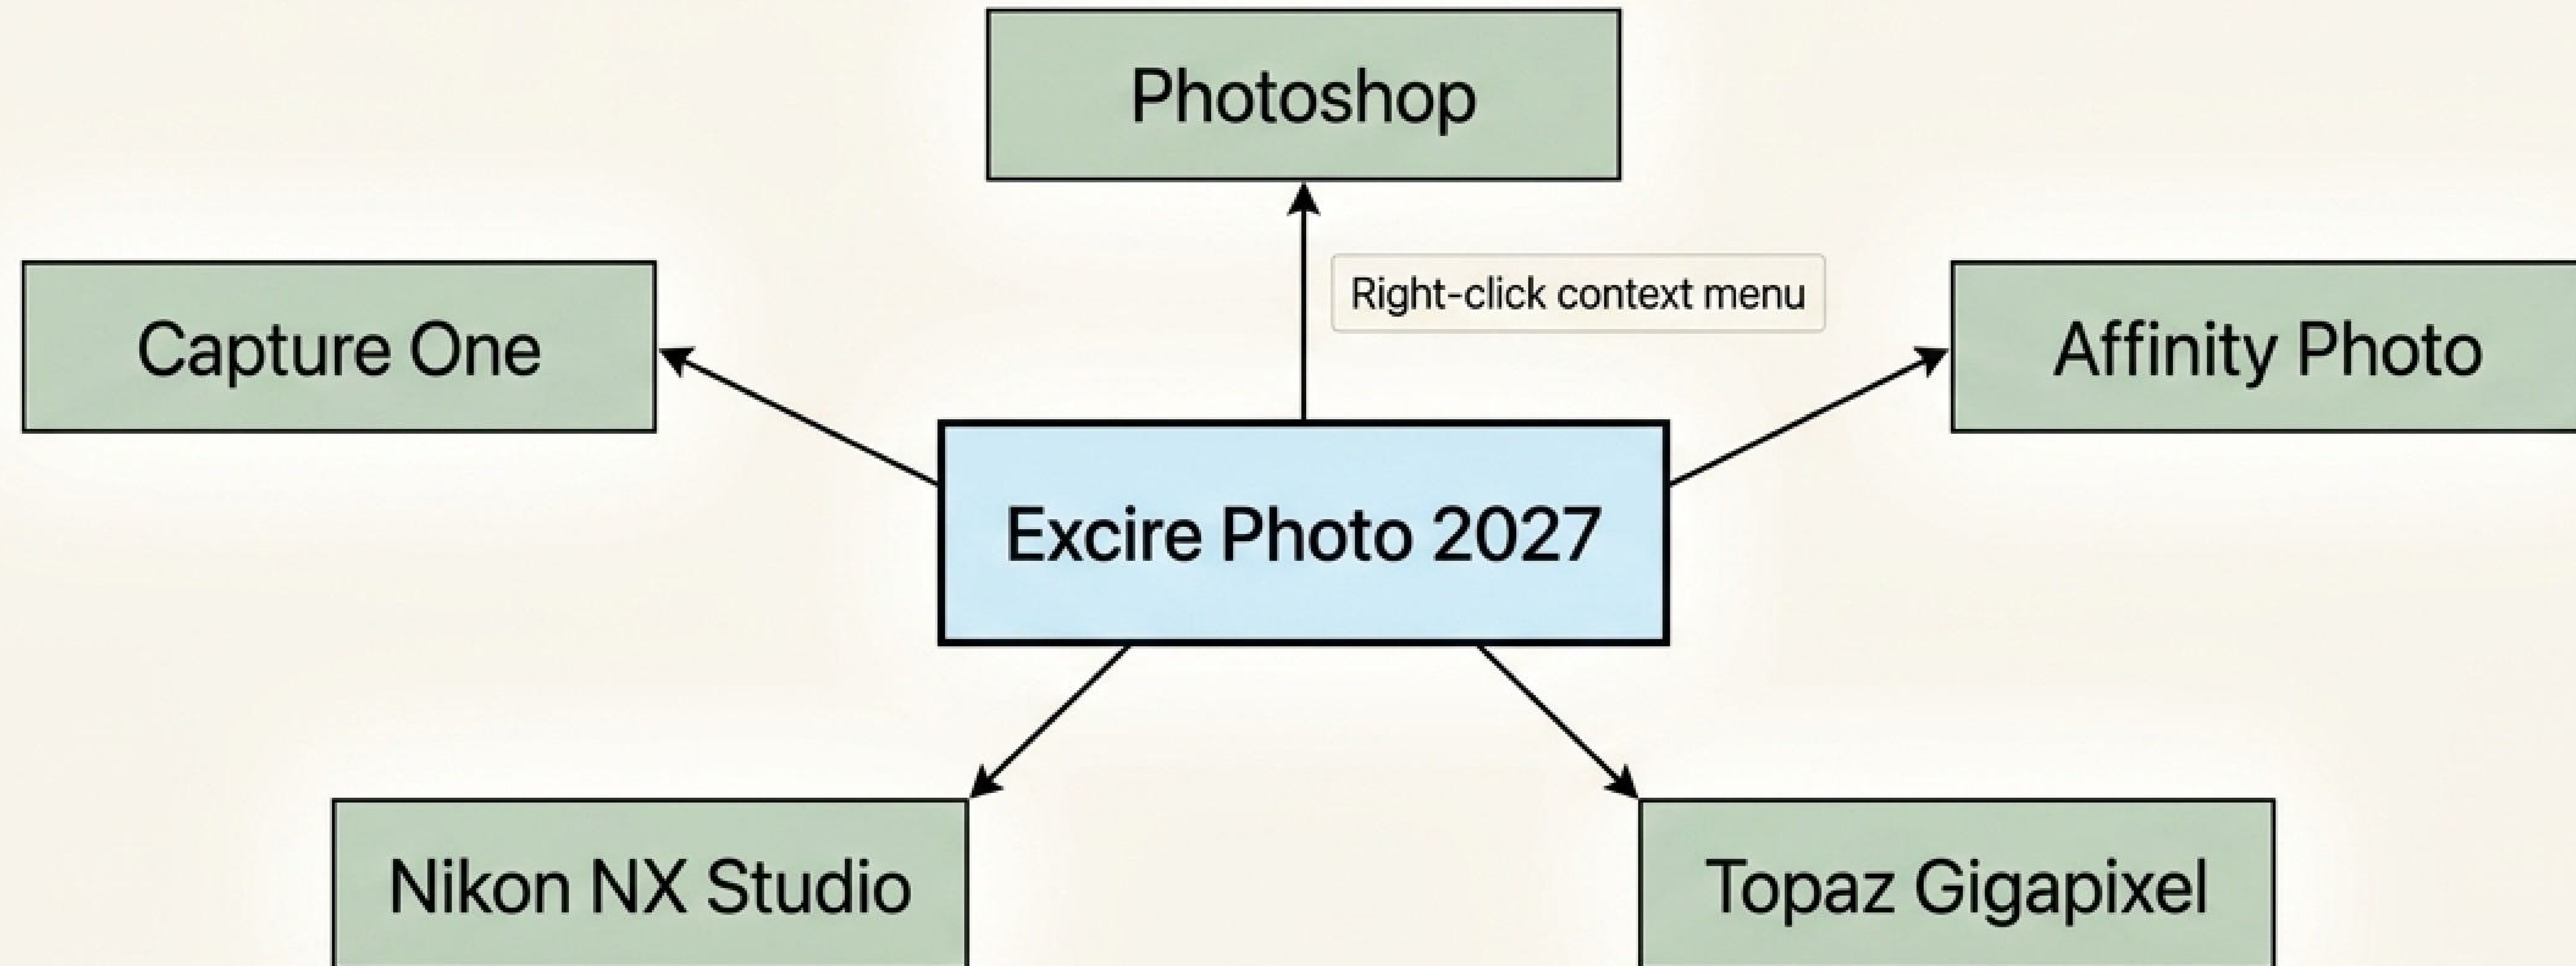 Photoshop
Right-click context menu
Capture One
Affinity Photo
Excire Photo 2027
Nikon NX Studio
Topaz Gigapixel